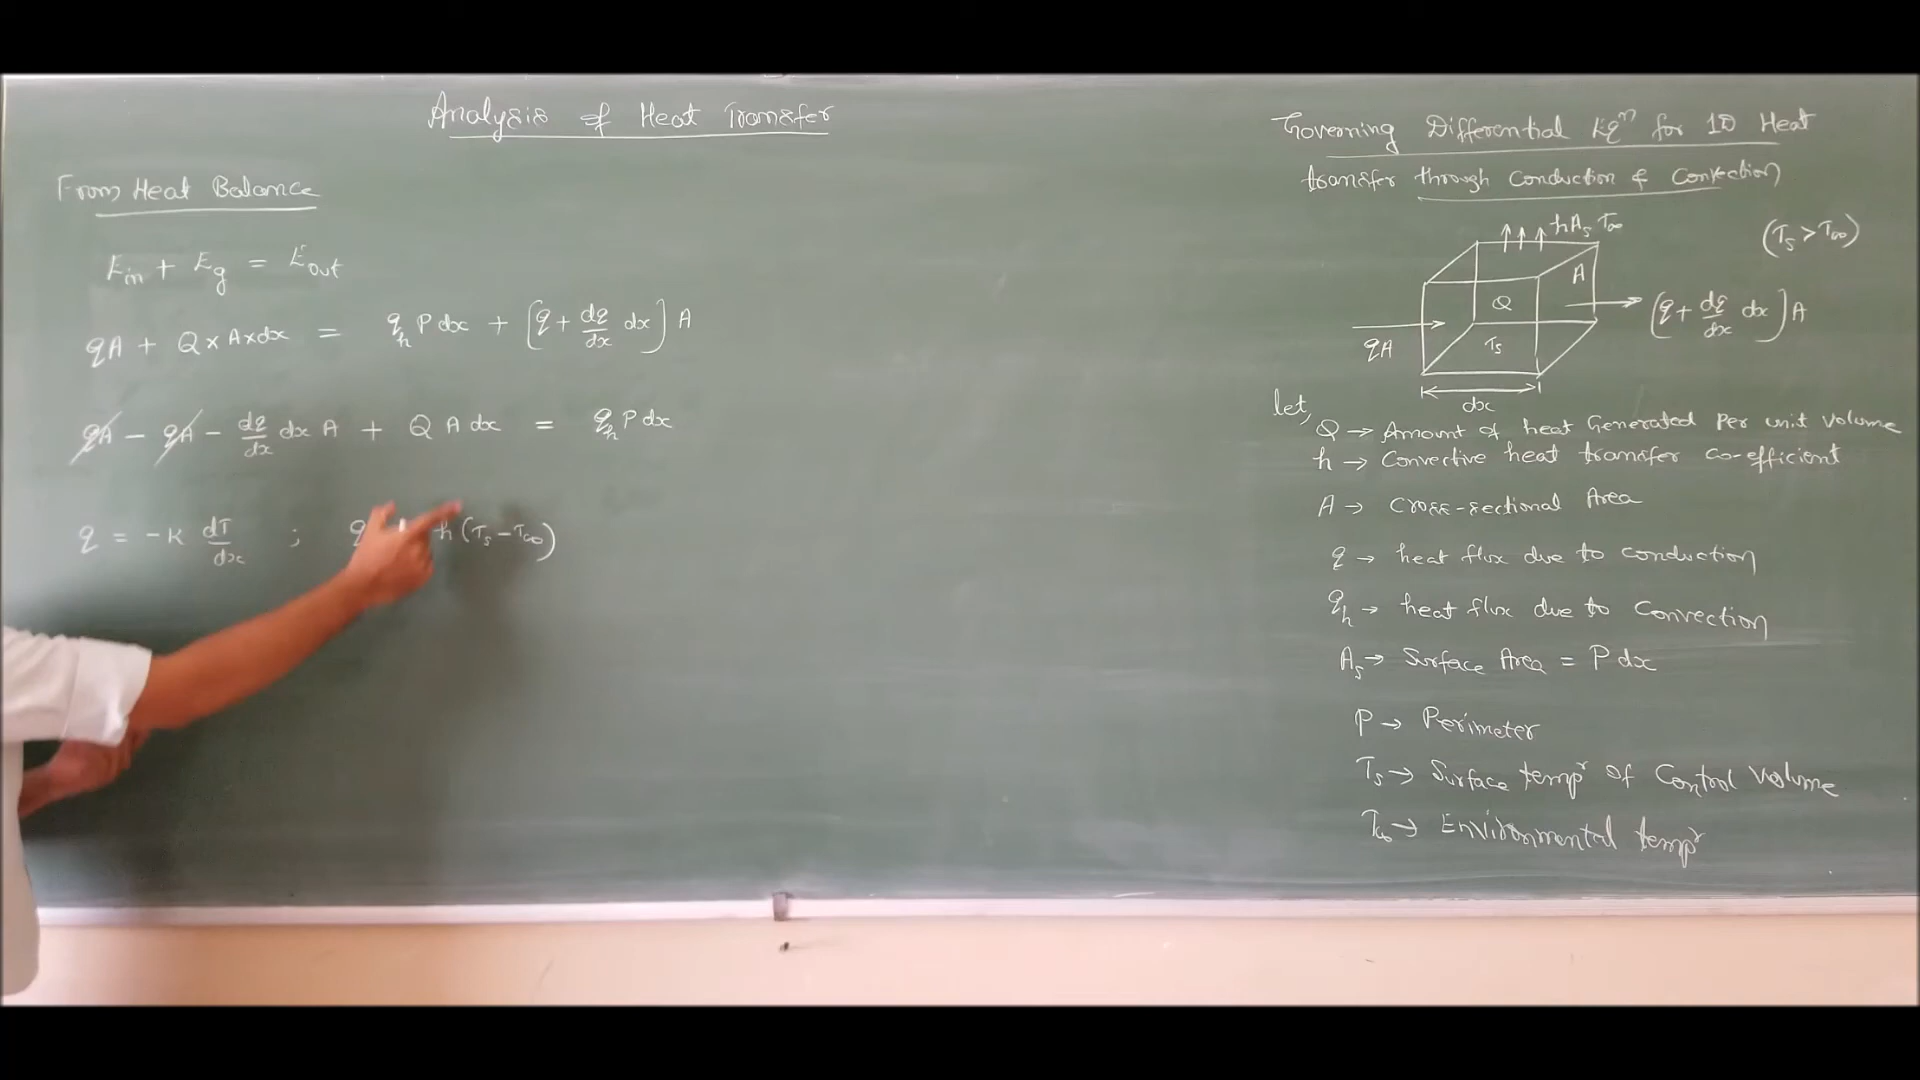 Analysis of Heat Transfer
From Heat Balance
Ein + Eg = Eout
qA + Q×A×dx = qh Pdx + [q + dq/dx dx] A
qA - qA - dq/dx dx A + Q A dx = qh P dx
q = -K dT/dx ; q h (Ts - T∞)
Governing Differential Eqn for 1D Heat
transfer through Conduction & Convection
hAs T∞
(Ts > T∞)
A
Q
(q + dq/dx dx) A
qA
Ts
dx
let,
Q → Amount of heat Generated Per unit Volume
h → Convective heat transfer co-efficient
A → Cross-sectional Area
q → heat flux due to conduction
qh → heat flux due to Convection
As → Surface Area = P dx
P → Perimeter
Ts → Surface tempr of Control Volume
T∞ → Environmental tempr